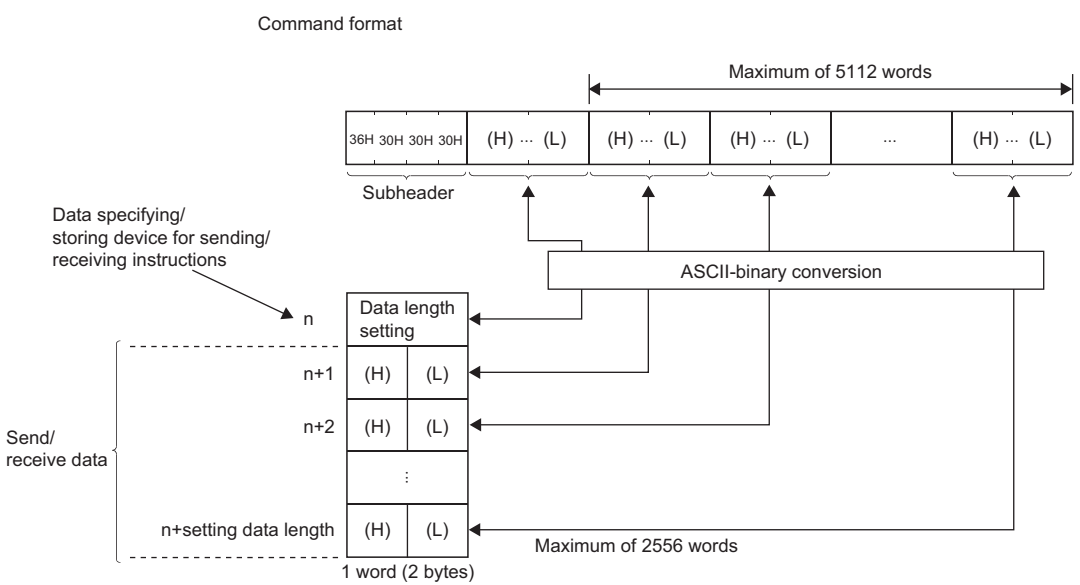 Command format
Maximum of 5112 words
36H 30H 30H 30H (H) ... (L) (H) ... (L) (H) ... (L) ... (H) ... (L)
Subheader
Data specifying/
storing device for sending/
receiving instructions
ASCII-binary conversion
n
Data length
setting
n+1 (H) (L)
n+2 (H) (L)
...
Send/
receive data
n+setting data length (H) (L)
Maximum of 2556 words
1 word (2 bytes)